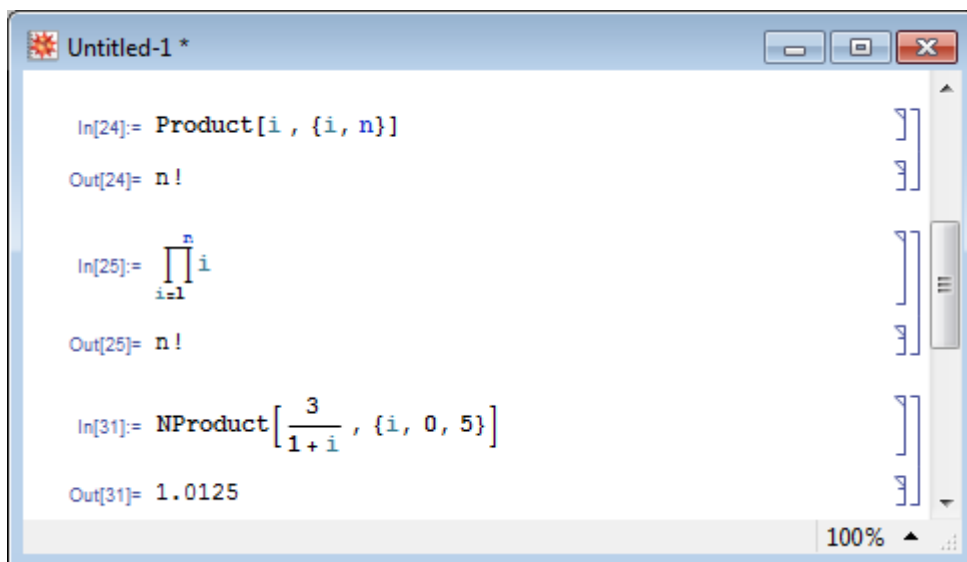 Untitled-1 *
In[24]:= Product[i , {i, n}]
Out[24]= n!
n
In[25]:= ∏i
i=1
Out[25]= n!
In[31]:= NProduct[3/1+i , {i, 0, 5}]
Out[31]= 1.0125
100%